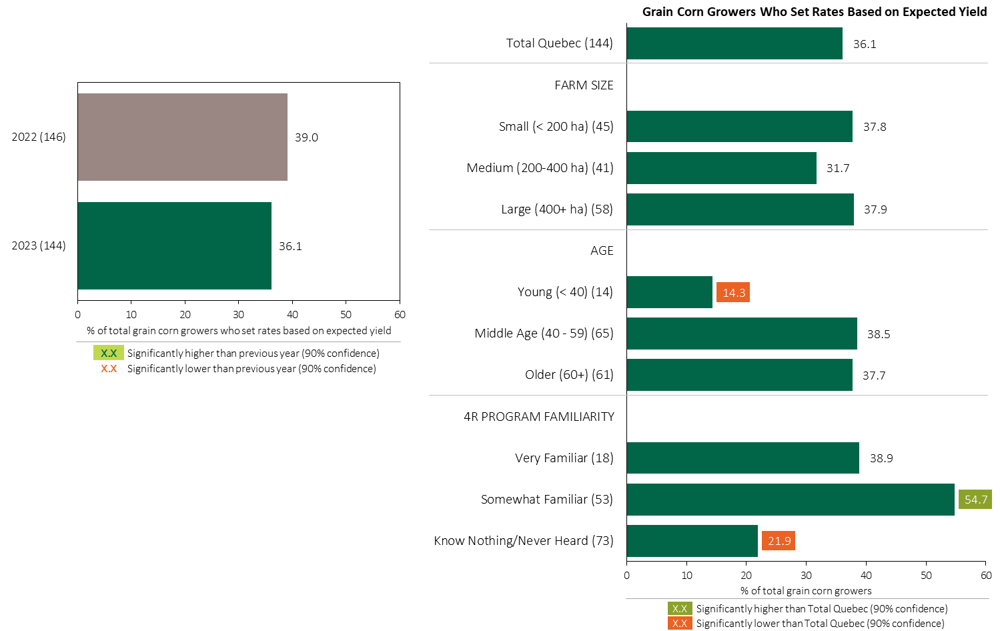 2022 (146)
39.0
2023 (144)
36.1
0 10 20 30 40 50 60
% of total grain corn growers who set rates based on expected yield
X.X Significantly higher than previous year (90% confidence)
X.X Significantly lower than previous year (90% confidence)
Grain Corn Growers Who Set Rates Based on Expected Yield
Total Quebec (144) 36.1
FARM SIZE
Small (< 200 ha) (45) 37.8
Medium (200-400 ha) (41) 31.7
Large (400+ ha) (58) 37.9
AGE
Young (< 40) (14) 14.3
Middle Age (40 - 59) (65) 38.5
Older (60+) (61) 37.7
4R PROGRAM FAMILIARITY
Very Familiar (18) 38.9
Somewhat Familiar (53) 54.7
Know Nothing/Never Heard (73) 21.9
0 10 20 30 40 50 60
% of total grain corn growers
X.X Significantly higher than Total Quebec (90% confidence)
X.X Significantly lower than Total Quebec (90% confidence)